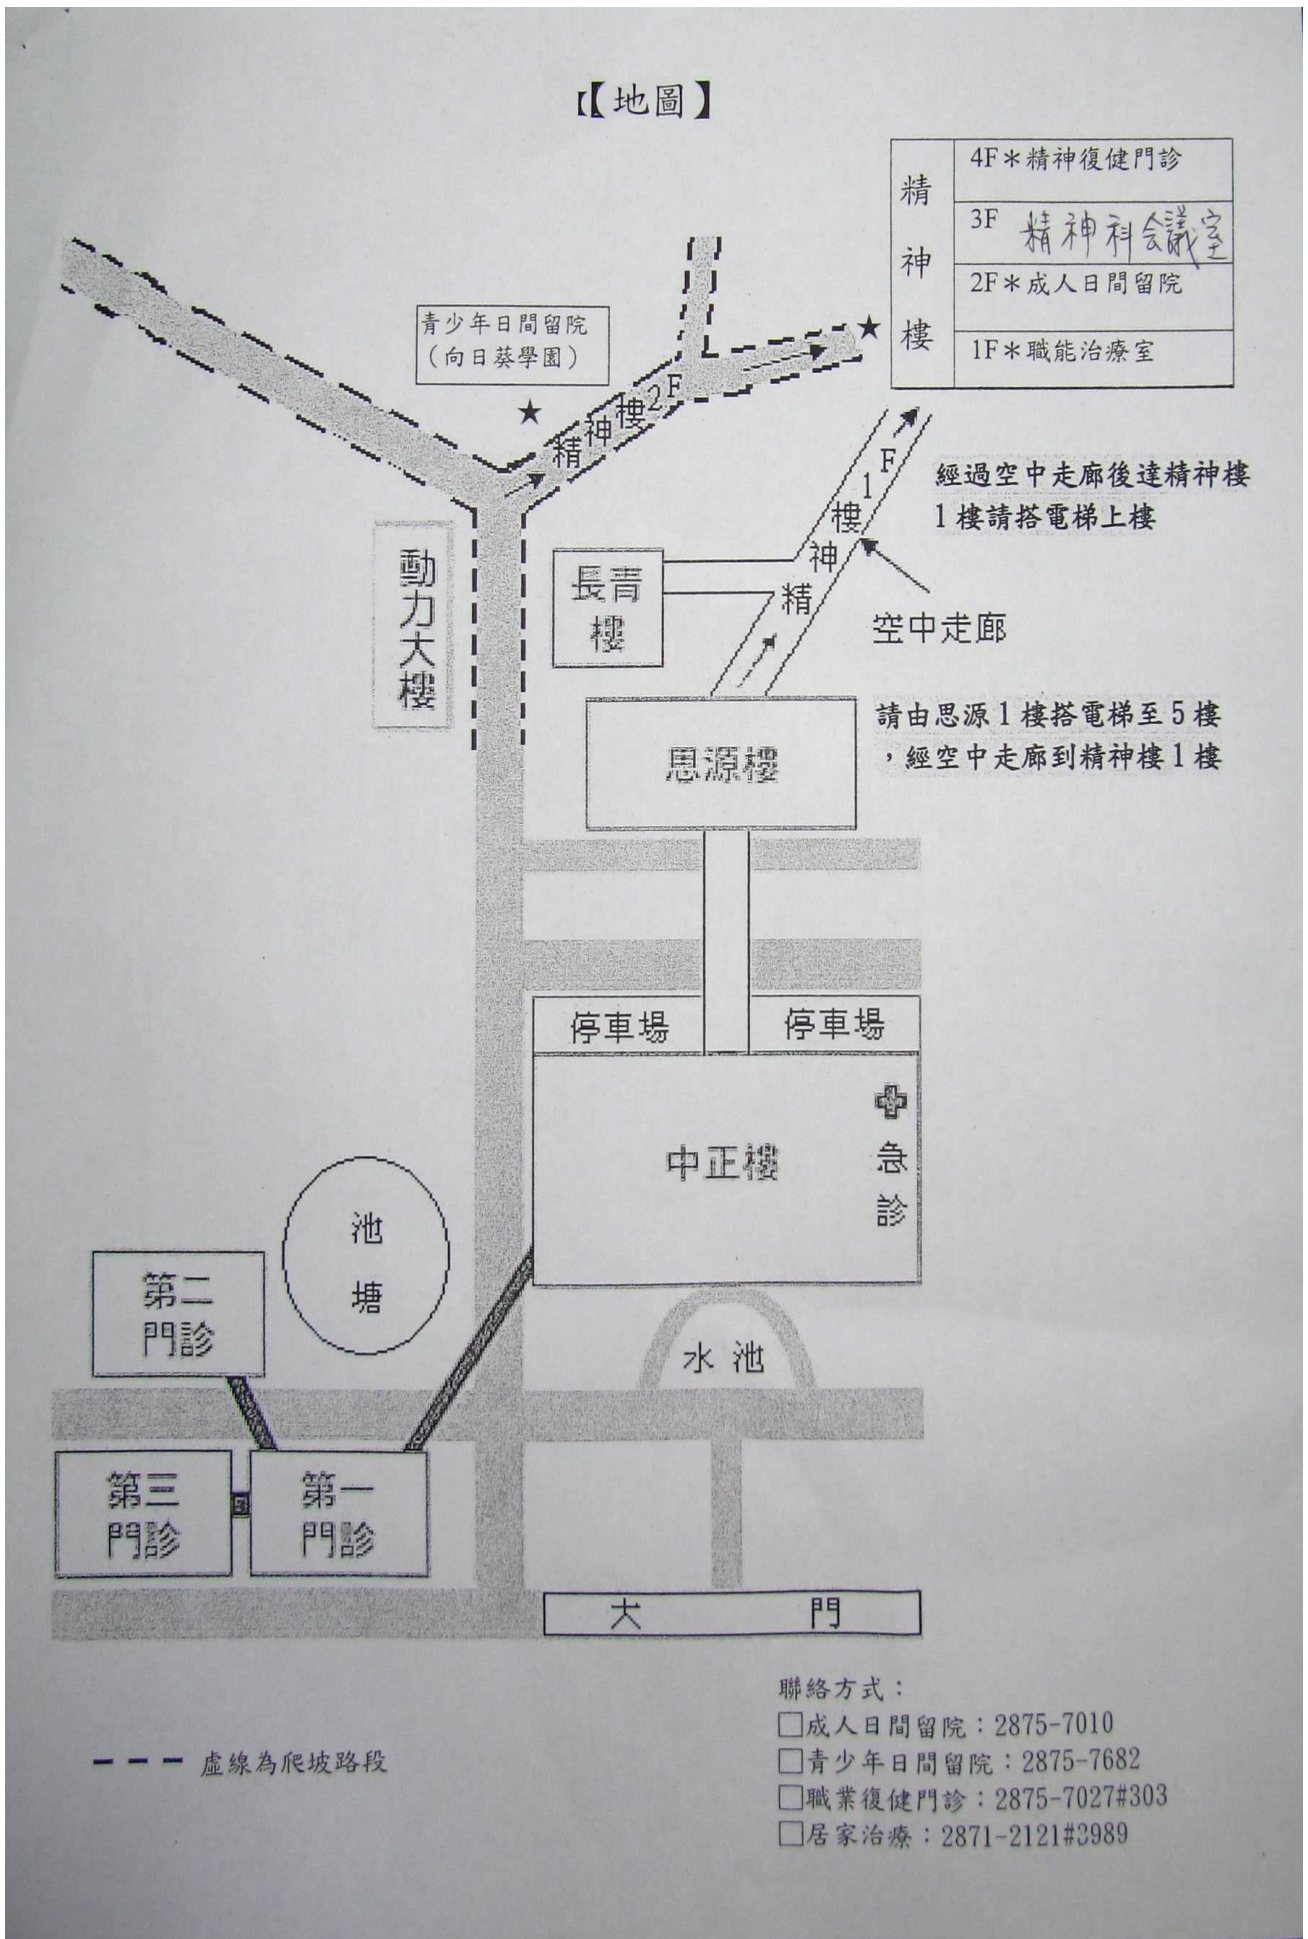 【【地圖】
精神樓
4F＊精神復健門診
3F 精神科会議室
2F＊成人日間留院
1F＊職能治療室
青少年日間留院
（向日葵學園）
精神樓2F
精神樓1F
經過空中走廊後達精神樓
1樓請搭電梯上樓
動力大樓
長青
樓
空中走廊
思源樓
請由思源1樓搭電梯至5樓
，經空中走廊到精神樓1樓
停車場
停車場
中正樓
急診
池塘
第二
門診
水池
第三
門診
第一
門診
大門
虛線為爬坡路段
聯絡方式：
□成人日間留院：2875-7010
□青少年日間留院：2875-7682
□職業復健門診：2875-7027#303
□居家治療：2871-2121#3989